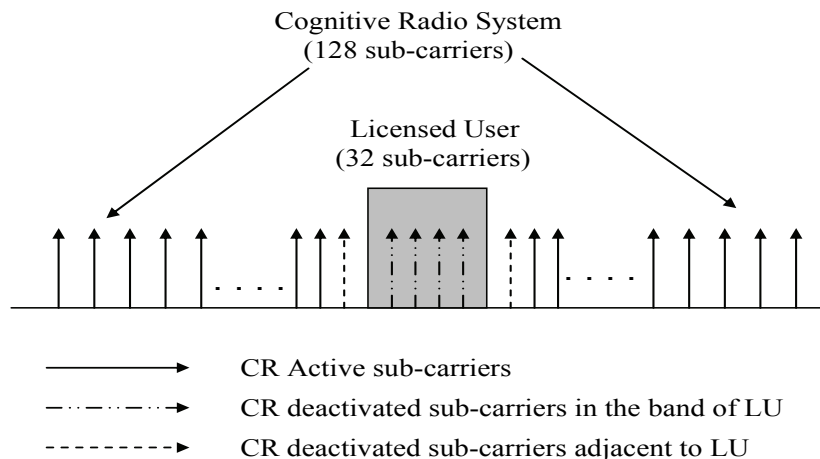 Cognitive Radio System
(128 sub-carriers)
Licensed User
(32 sub-carriers)
CR Active sub-carriers
CR deactivated sub-carriers in the band of LU
CR deactivated sub-carriers adjacent to LU